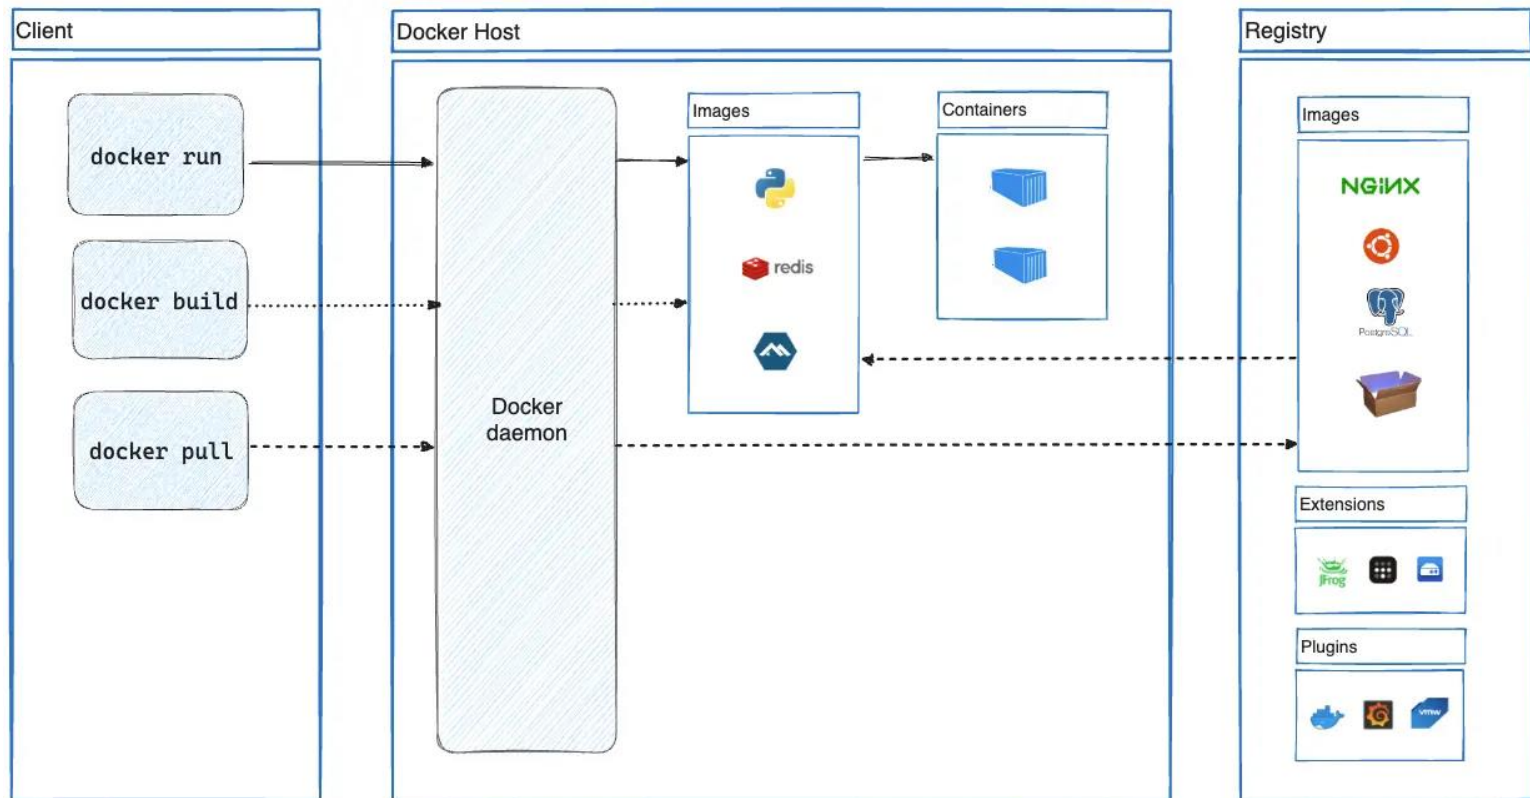 Client
docker run
docker build
docker pull
Docker Host
Docker
daemon
Images
redis
Containers
Registry
Images
NGINX
PostgreSQL
Extensions
JFrog
Plugins
vmw